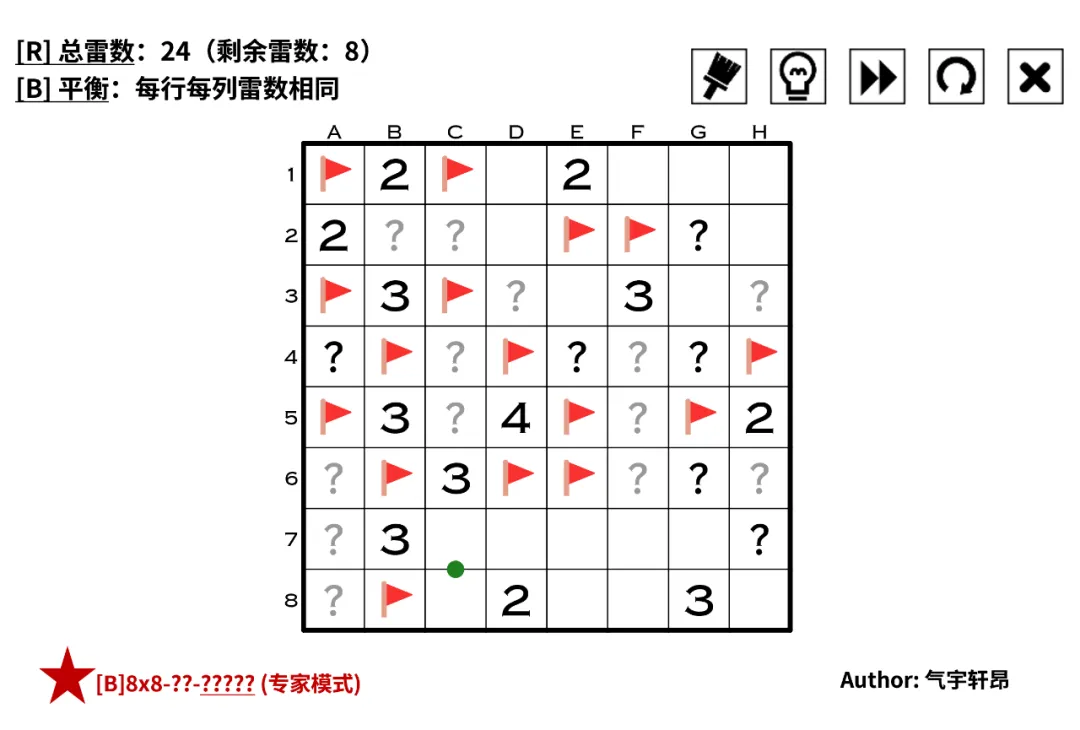 [R] 总雷数：24（剩余雷数：8）
[B] 平衡：每行每列雷数相同
A B C D E F G H
1 2 2
2 2 ? ? ?
3 3 ? 3 ?
4 ? ? ? ? ?
5 3 ? 4 ? 2
6 ? 3 ? ? ?
7 ? 3 ?
8 ? 2 3
[B]8x8-??-????? (专家模式)
Author: 气宇轩昂